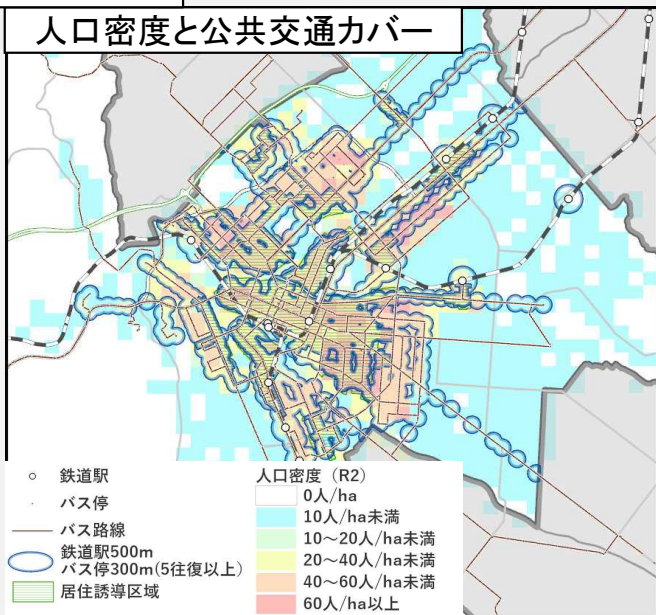 人口密度と公共交通カバー
鉄道駅
バス停
バス路線
鉄道駅500m
バス停300m(5往復以上)
居住誘導区域
人口密度（R2）
0人/ha
10人/ha未満
10～20人/ha未満
20～40人/ha未満
40～60人/ha未満
60人/ha以上